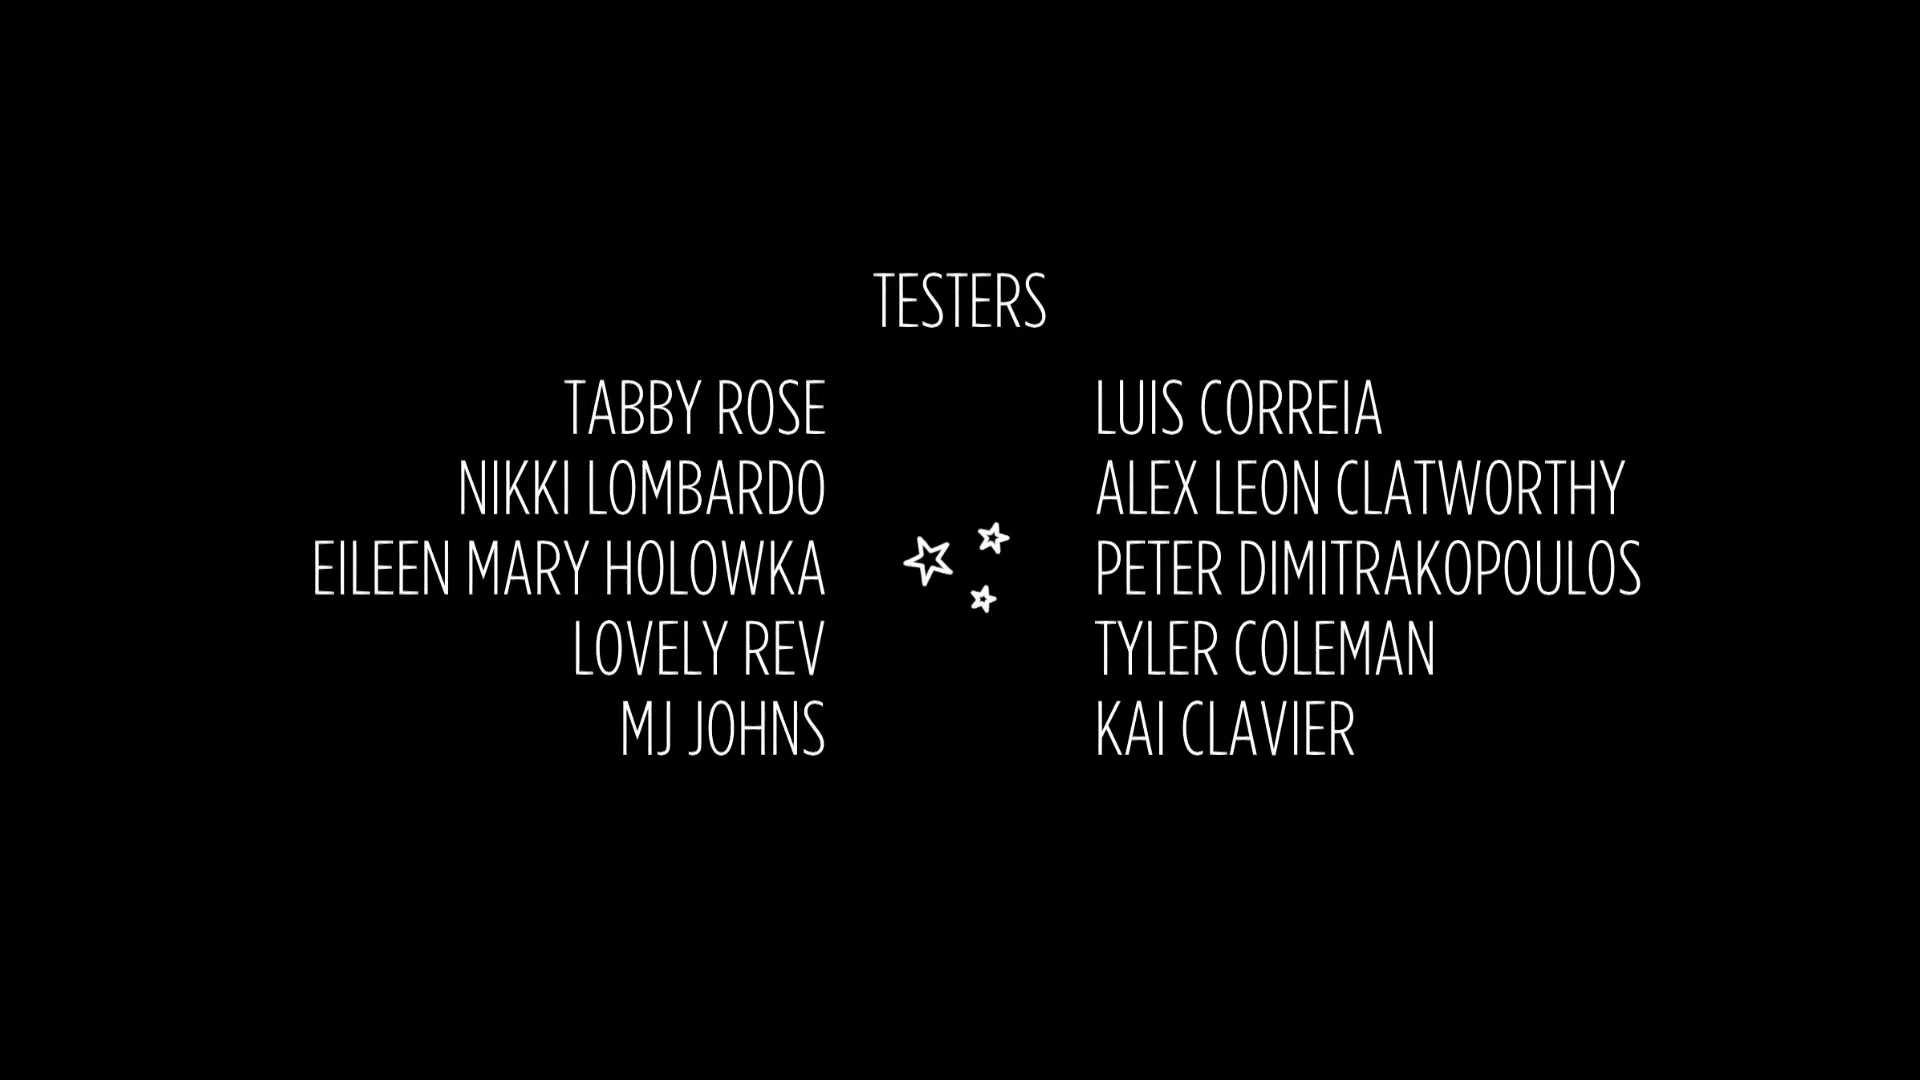 TESTERS
TABBY ROSE
NIKKI LOMBARDO
EILEEN MARY HOLOWKA
LOVELY REV
MJ JOHNS
LUIS CORREIA
ALEX LEON CLATWORTHY
PETER DIMITRAKOPOULOS
TYLER COLEMAN
KAI CLAVIER